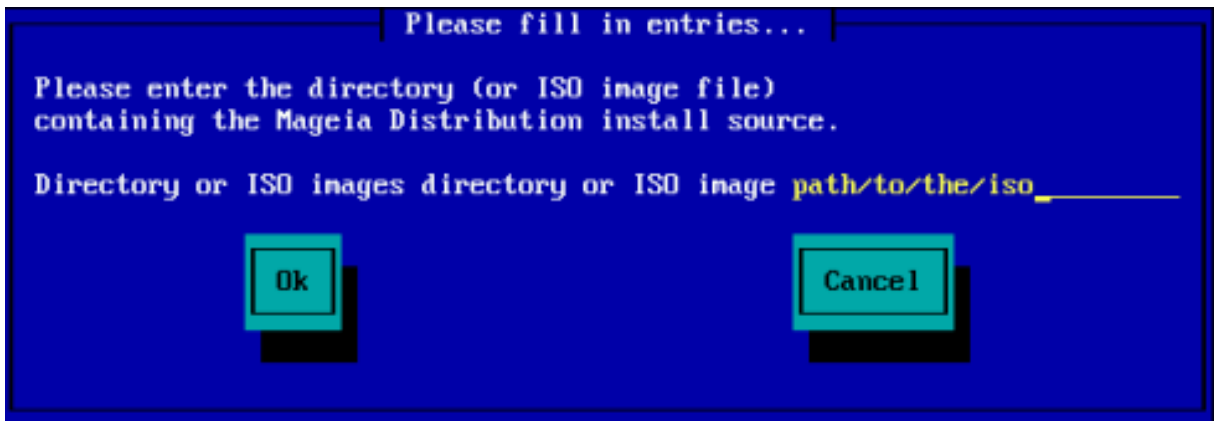 Please fill in entries...
Please enter the directory (or ISO image file)
containing the Mageia Distribution install source.
Directory or ISO images directory or ISO image path/to/the/iso_________
Ok
Cancel